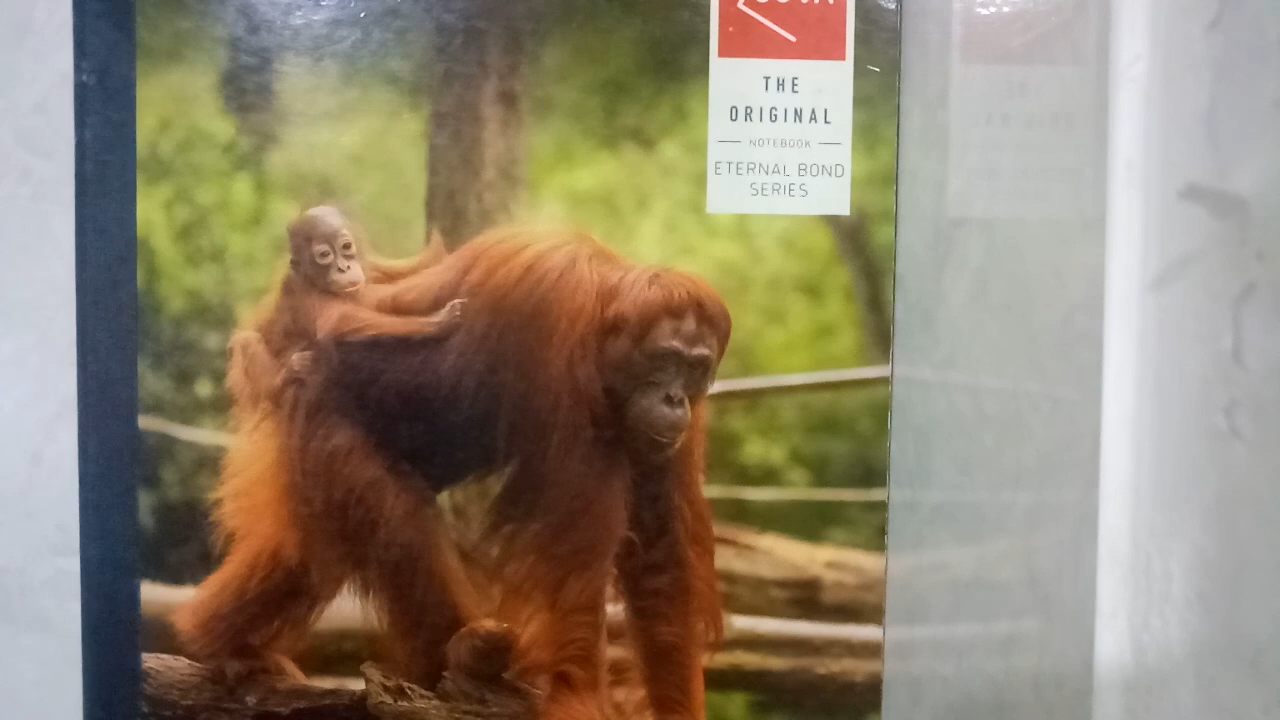 THE
ORIGINAL
NOTEBOOK
ETERNAL BOND
SERIES